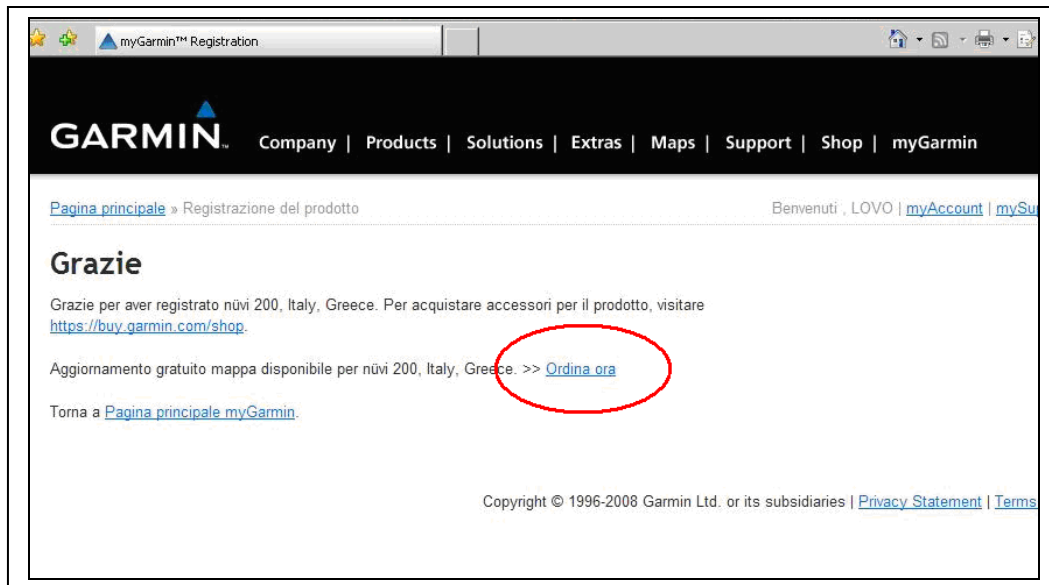 myGarmin™ Registration
GARMIN™ Company | Products | Solutions | Extras | Maps | Support | Shop | myGarmin
Pagina principale » Registrazione del prodotto Benvenuti , LOVO | myAccount | mySu
Grazie
Grazie per aver registrato nüvi 200, Italy, Greece. Per acquistare accessori per il prodotto, visitare
https://buy.garmin.com/shop.
Aggiornamento gratuito mappa disponibile per nüvi 200, Italy, Greece. >> Ordina ora
Torna a Pagina principale myGarmin.
Copyright © 1996-2008 Garmin Ltd. or its subsidiaries | Privacy Statement | Terms